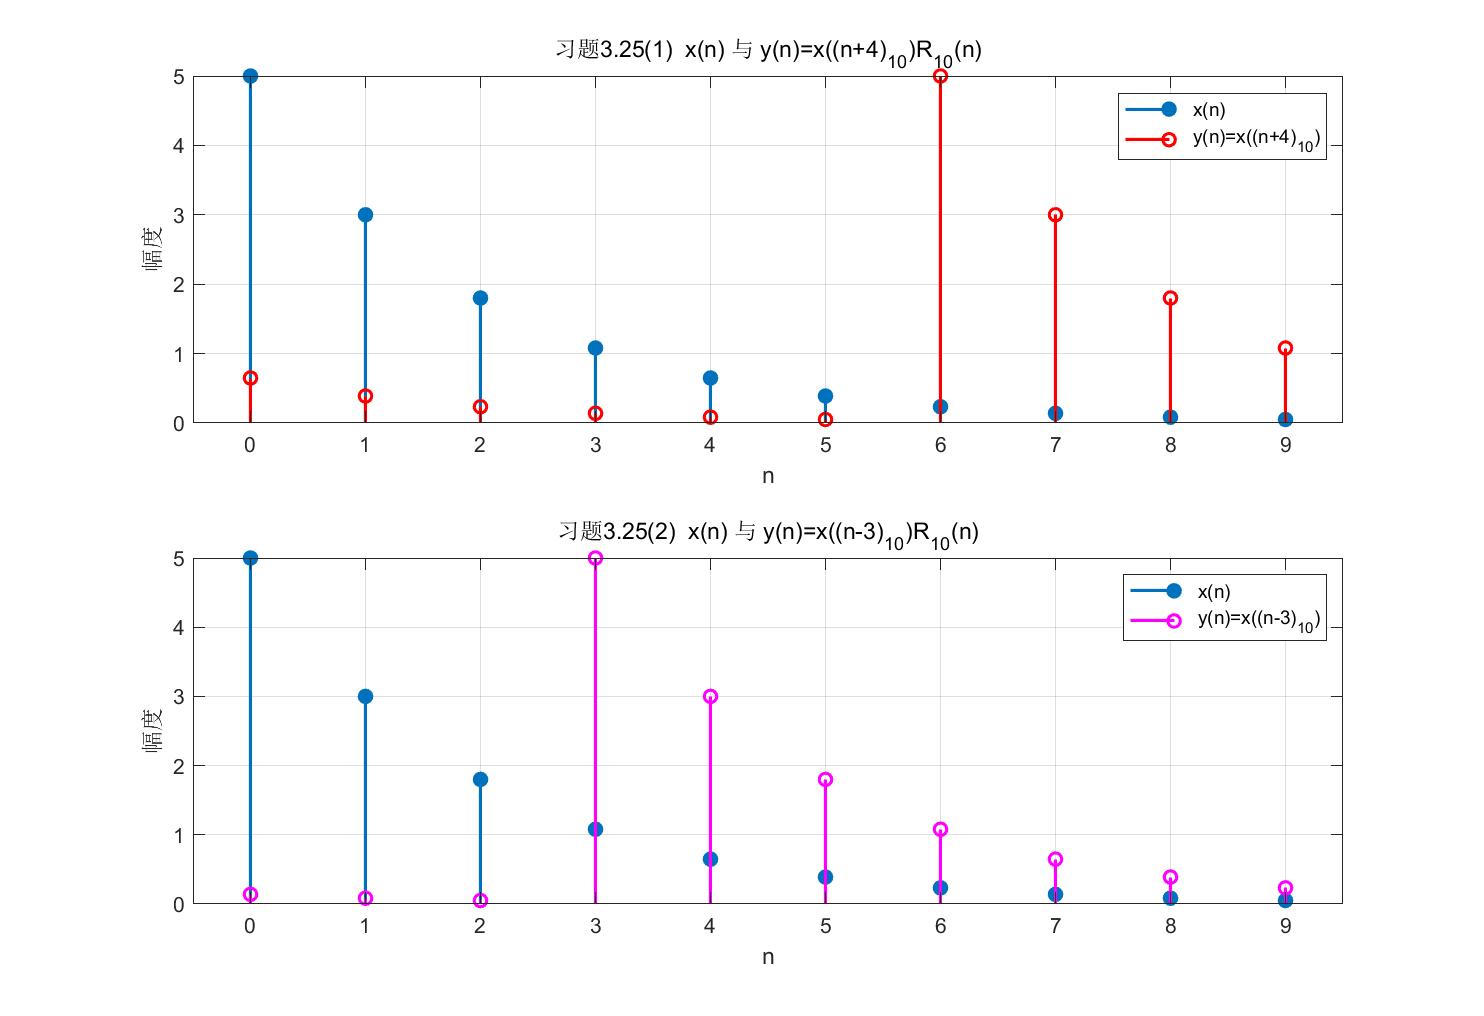 习题3.25(1)  x(n) 与 y(n)=x((n+4)₁₀)R₁₀(n)
5
4
3
2
1
0
幅度
x(n)
y(n)=x((n+4)₁₀)
0 1 2 3 4 5 6 7 8 9
n
习题3.25(2)  x(n) 与 y(n)=x((n-3)₁₀)R₁₀(n)
5
4
3
2
1
0
幅度
x(n)
y(n)=x((n-3)₁₀)
0 1 2 3 4 5 6 7 8 9
n